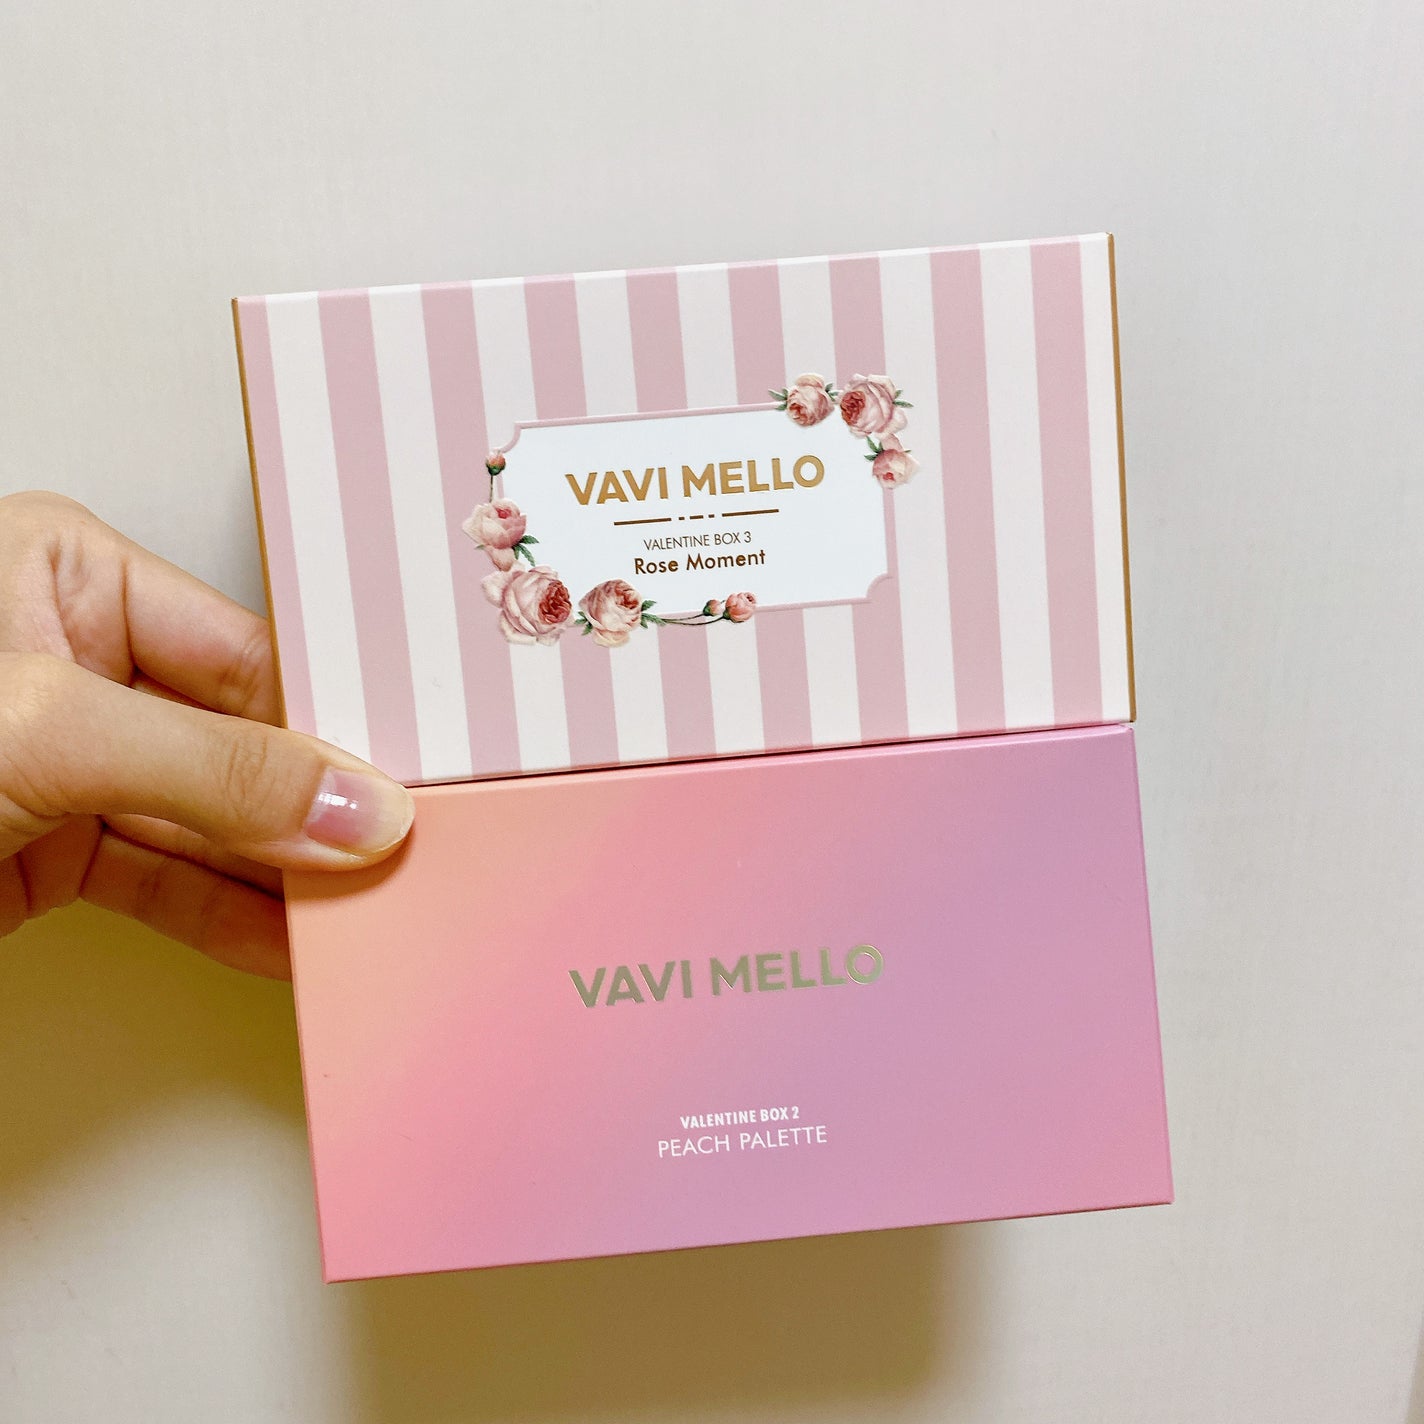 VAVI MELLO
VALENTINE BOX 3
Rose Moment
VAVI MELLO
VALENTINE BOX 2
PEACH PALETTE